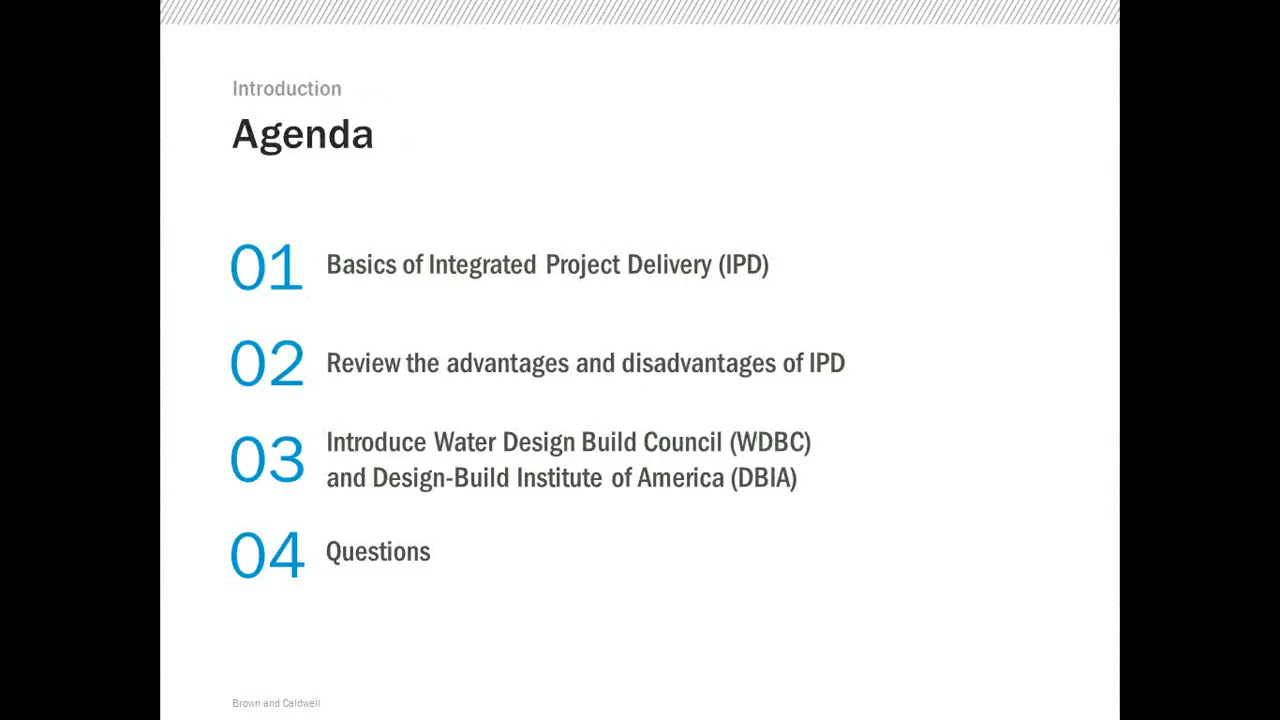 Introduction
Agenda
01 Basics of Integrated Project Delivery (IPD)
02 Review the advantages and disadvantages of IPD
03 Introduce Water Design Build Council (WDBC)
and Design-Build Institute of America (DBIA)
04 Questions
Brown and Caldwell